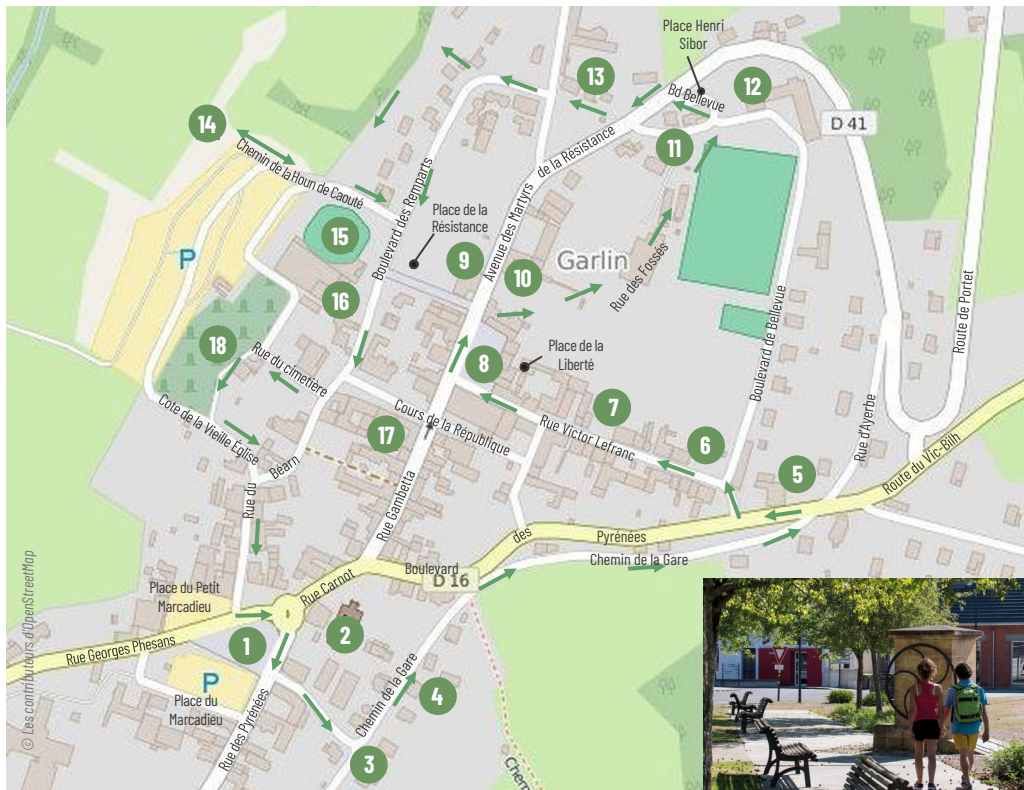 Place Henri
Sibor
13
12
Bd Bellevue
D 41
14
11
de la Résistance
Chemin de la Houn de Caouté
Boulevard des Remparts
Place de la
Résistance
15
9
Avenue des Martyrs
10
Garlin
Rue des Fossés
P
16
Boulevard de Bellevue
Route de Portet
18
Rue du cimetière
8
Place de la
Liberté
7
Cours de la République
Rue Victor Lefranc
17
6
Rue d'Ayerbe
Cote de la Vieille Église
Béarn
Rue du
5
Route du Vic-Bilh
Rue Gambetta
des
Pyrénées
Boulevard
D 16
Chemin de la Gare
Place du Petit
Marcadieu
Rue Carnot
1
2
Rue Georges Phesans
P
Place du
Marcadieu
Chemin de la Gare
4
Rue des Pyrénées
3
Chem
© Les contributeurs d'OpenStreetMap